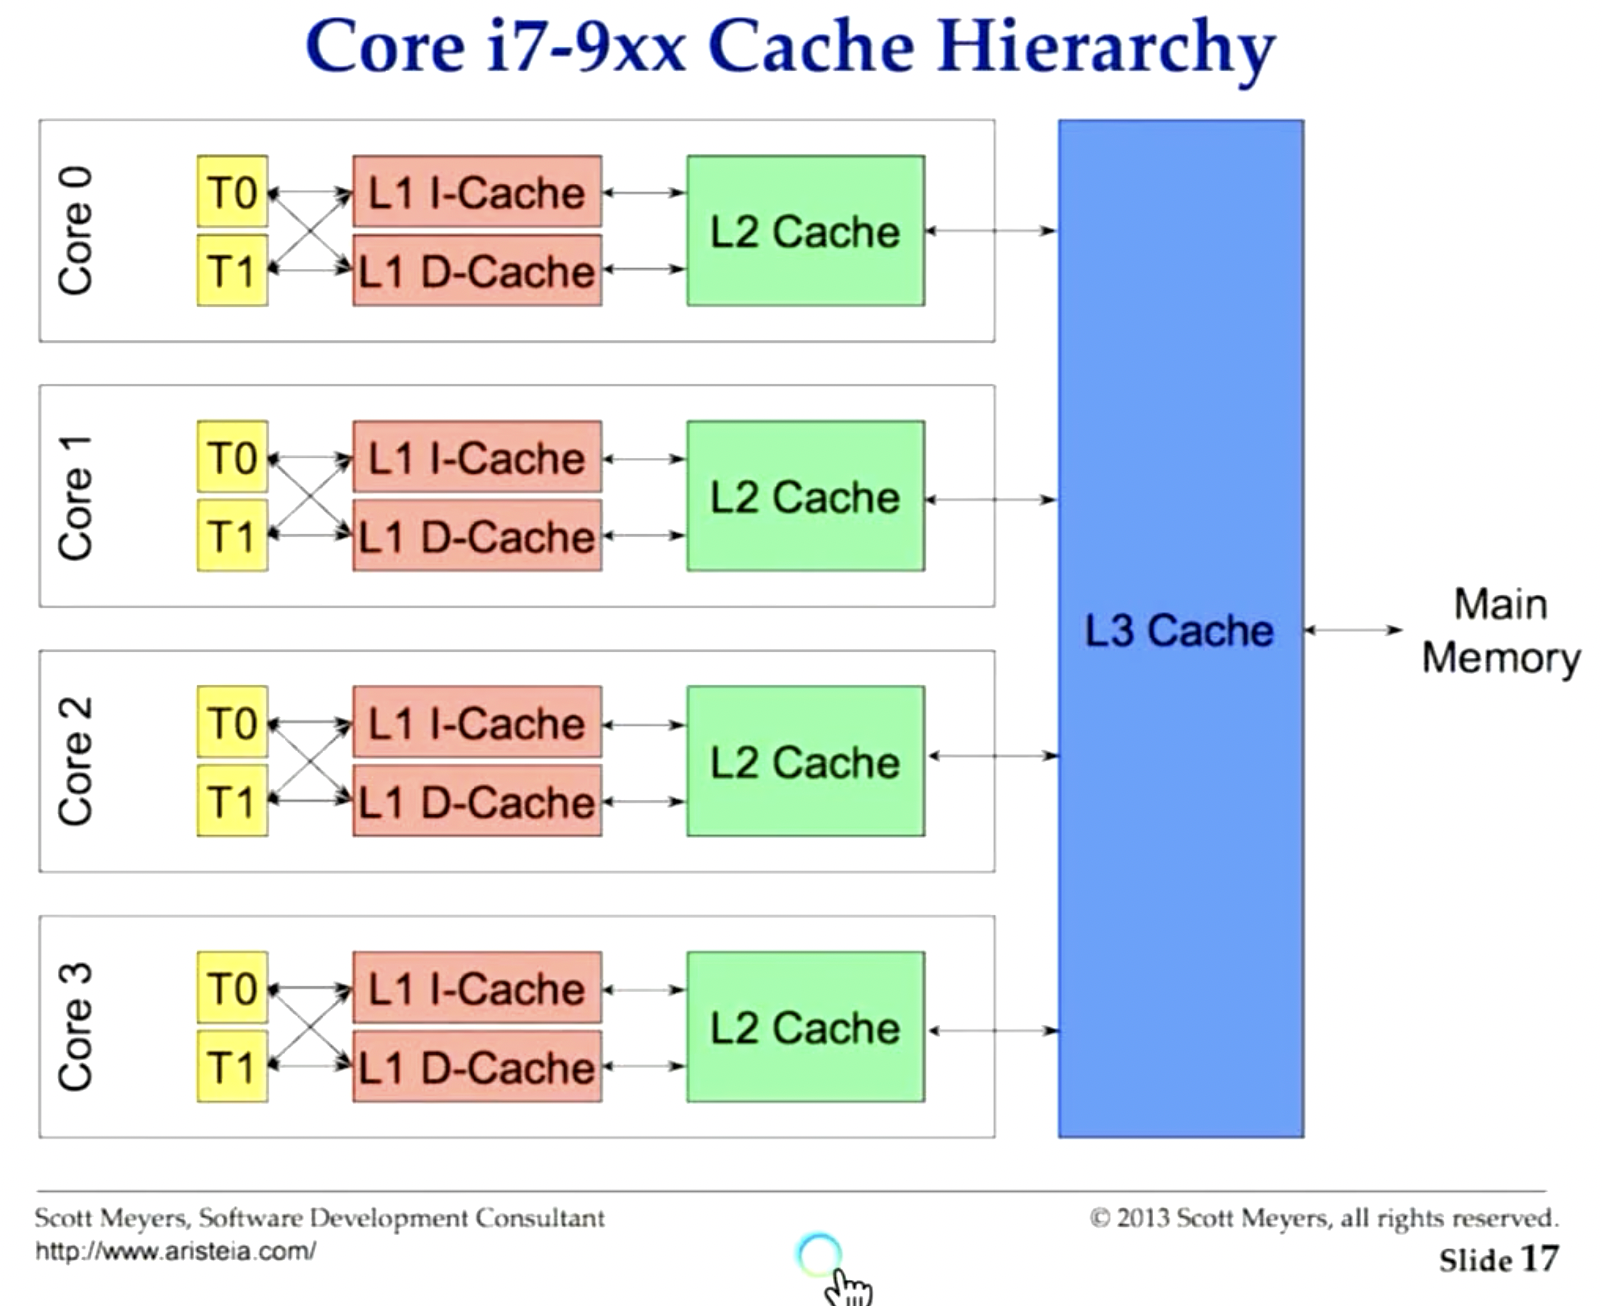 Core i7-9xx Cache Hierarchy
Core 0
T0
L1 I-Cache
T1
L1 D-Cache
L2 Cache
Core 1
T0
L1 I-Cache
T1
L1 D-Cache
L2 Cache
Core 2
T0
L1 I-Cache
T1
L1 D-Cache
L2 Cache
Core 3
T0
L1 I-Cache
T1
L1 D-Cache
L2 Cache
L3 Cache
Main
Memory
Scott Meyers, Software Development Consultant
http://www.aristeia.com/
© 2013 Scott Meyers, all rights reserved.
Slide 17